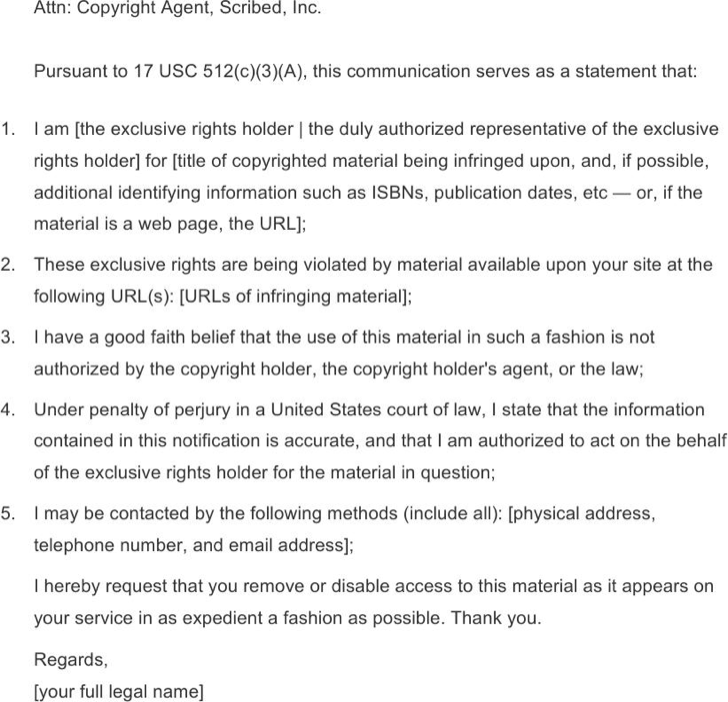 Attn: Copyright Agent, Scribed, Inc.
Pursuant to 17 USC 512(c)(3)(A), this communication serves as a statement that:
1. I am [the exclusive rights holder | the duly authorized representative of the exclusive
rights holder] for [title of copyrighted material being infringed upon, and, if possible,
additional identifying information such as ISBNs, publication dates, etc — or, if the
material is a web page, the URL];
2. These exclusive rights are being violated by material available upon your site at the
following URL(s): [URLs of infringing material];
3. I have a good faith belief that the use of this material in such a fashion is not
authorized by the copyright holder, the copyright holder's agent, or the law;
4. Under penalty of perjury in a United States court of law, I state that the information
contained in this notification is accurate, and that I am authorized to act on the behalf
of the exclusive rights holder for the material in question;
5. I may be contacted by the following methods (include all): [physical address,
telephone number, and email address];
I hereby request that you remove or disable access to this material as it appears on
your service in as expedient a fashion as possible. Thank you.
Regards,
[your full legal name]